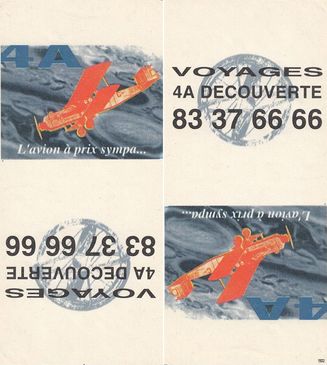 4A
L'avion à prix sympa...
VOYAGES
4A DECOUVERTE
83 37 66 66
VOYAGES
4A DECOUVERTE
83 37 66 66
4A
L'avion à prix sympa...